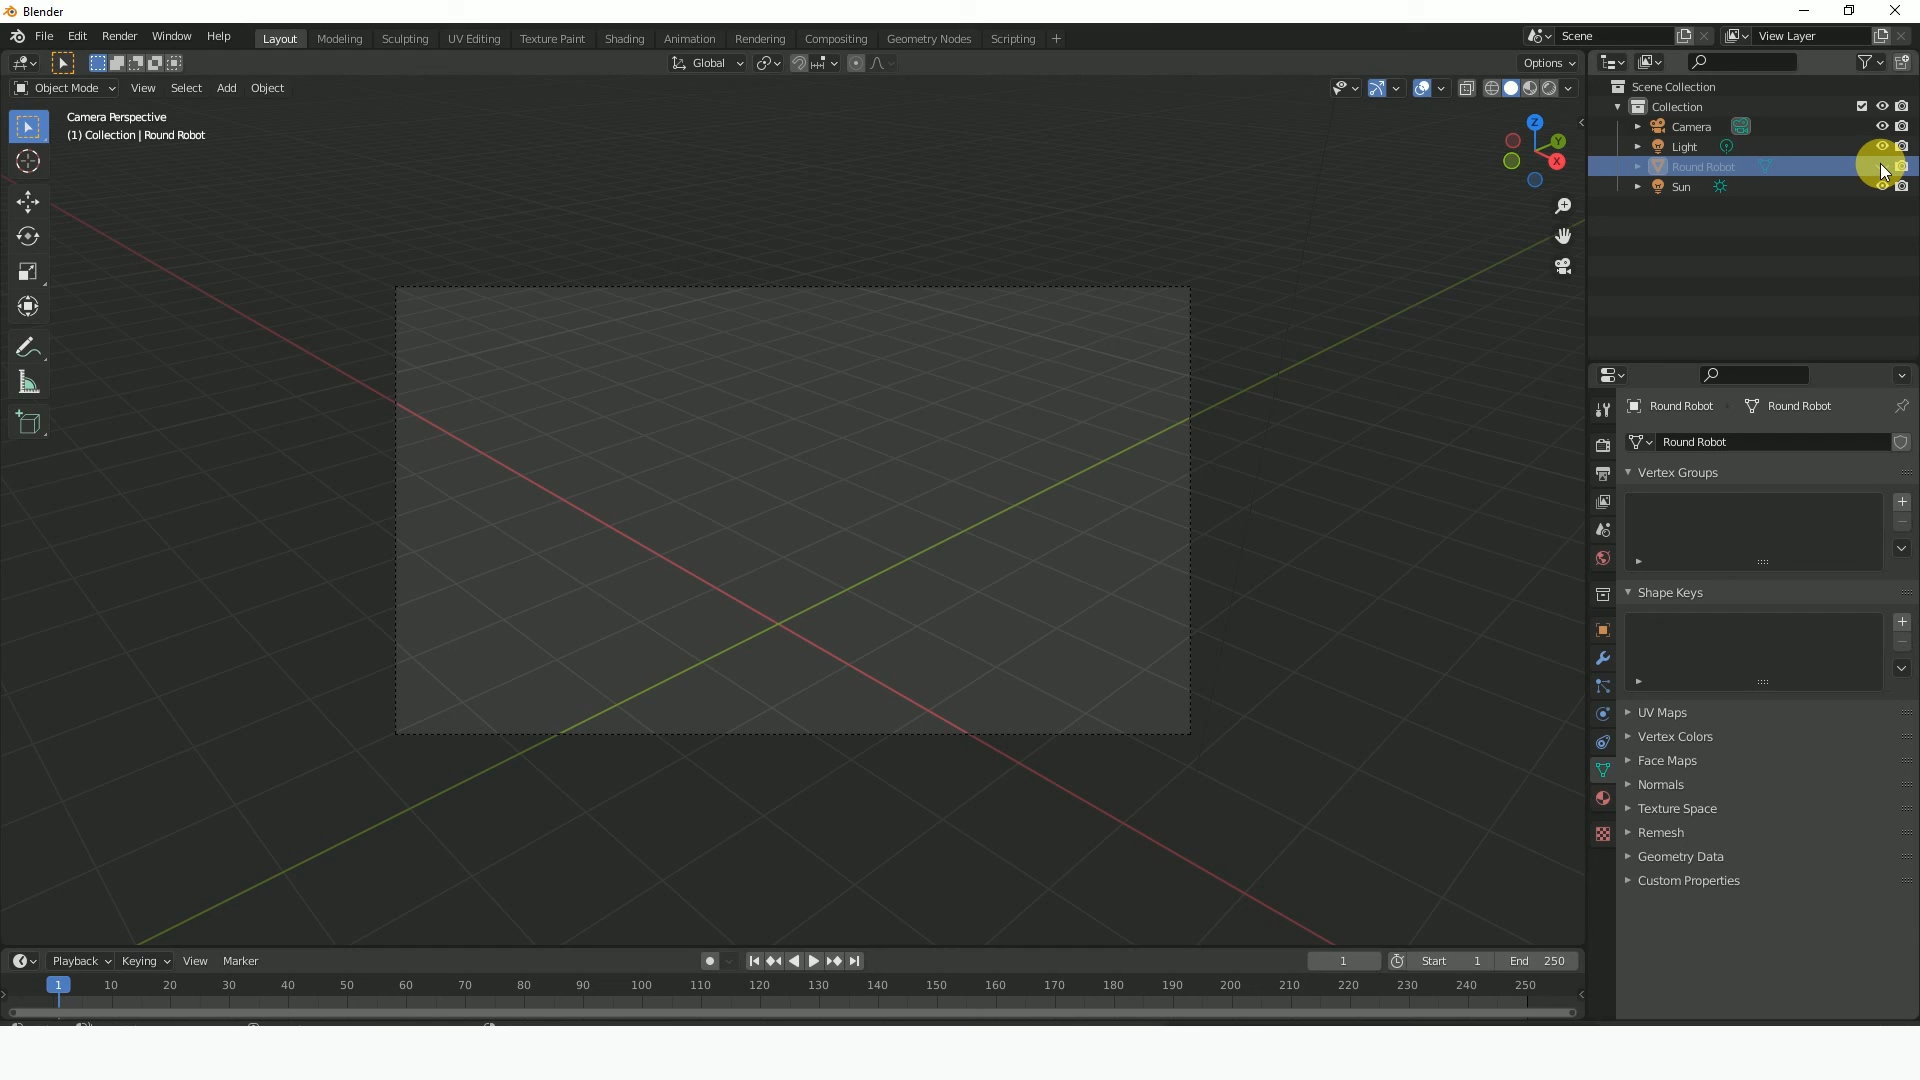 Blender
File Edit Render Window Help Layout Modeling Sculpting UV Editing Texture Paint Shading Animation Rendering Compositing Geometry Nodes Scripting + Scene View Layer
Global Options
Object Mode View Select Add Object
Camera Perspective
(1) Collection | Round Robot
Z
Y
X
Scene Collection
Collection
Camera
Light
Round Robot
Sun
Round Robot Round Robot
Round Robot
Vertex Groups
Shape Keys
UV Maps
Vertex Colors
Face Maps
Normals
Texture Space
Remesh
Geometry Data
Custom Properties
Playback Keying View Marker 1 Start 1 End 250
1 10 20 30 40 50 60 70 80 90 100 110 120 130 140 150 160 170 180 190 200 210 220 230 240 250